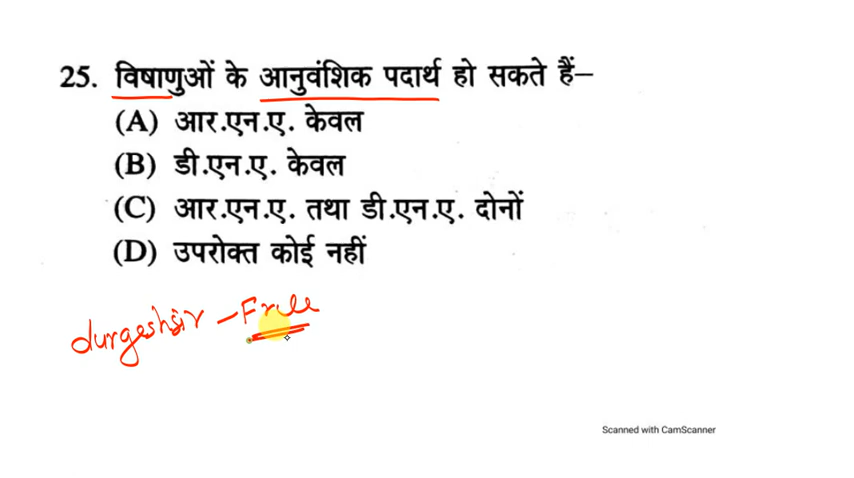 25. विषाणुओं के आनुवंशिक पदार्थ हो सकते हैं–
(A) आर.एन.ए. केवल
(B) डी.एन.ए. केवल
(C) आर.एन.ए. तथा डी.एन.ए. दोनों
(D) उपरोक्त कोई नहीं
durgeshsir – Free
Scanned with CamScanner